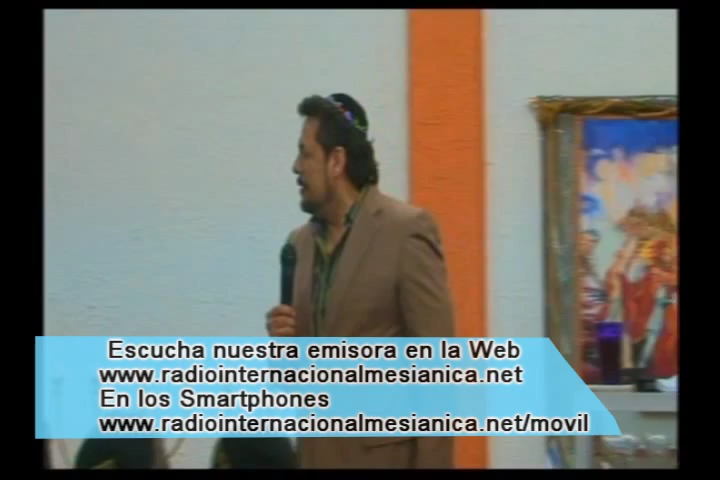 Escucha nuestra emisora en la Web
www.radiointernacionalmesianica.net
En los Smartphones
www.radiointernacionalmesianica.net/movil